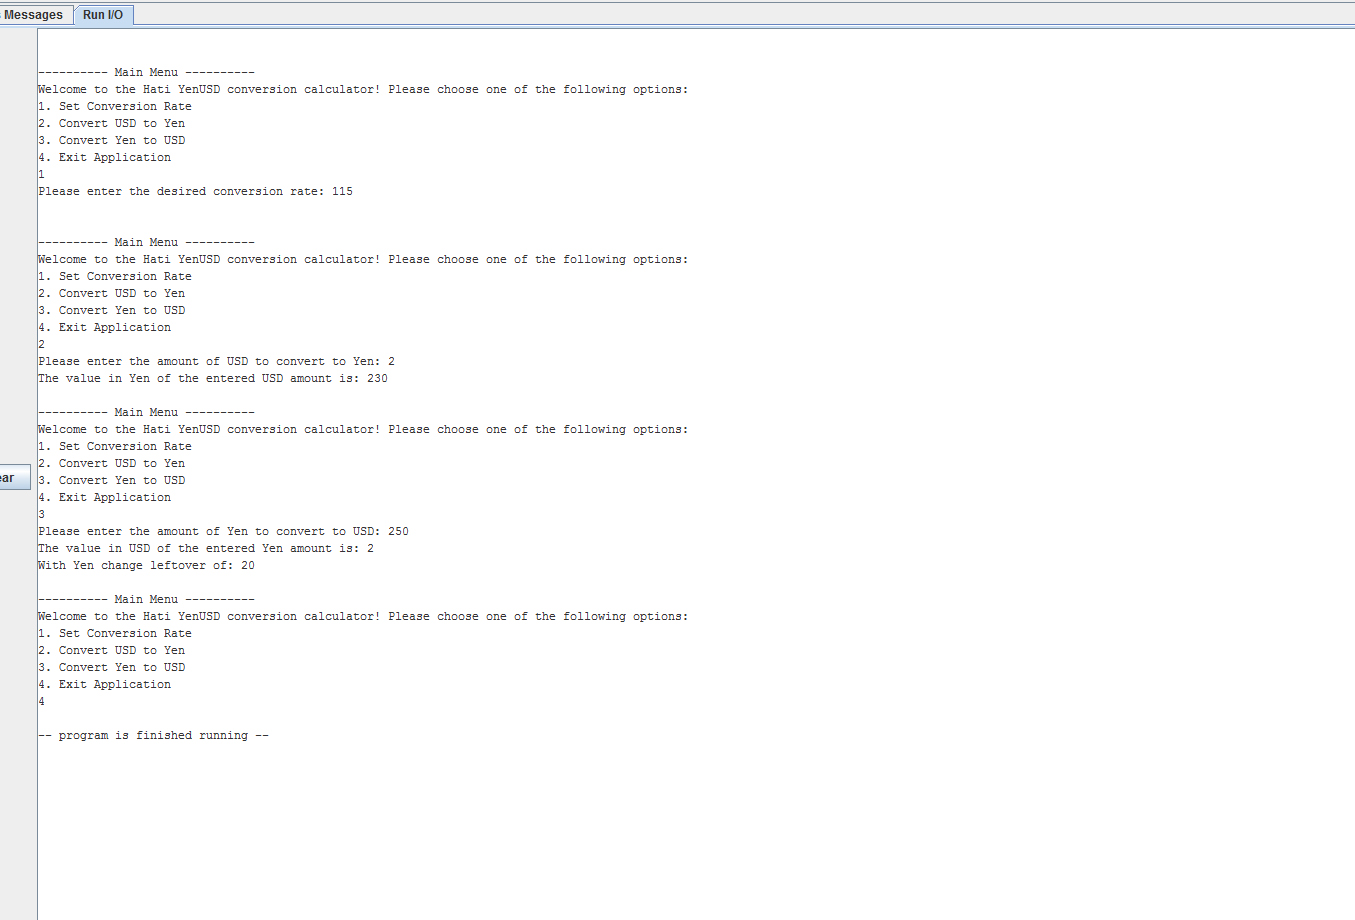 Messages Run I/O
---------- Main Menu ----------
Welcome to the Hati YenUSD conversion calculator! Please choose one of the following options:
1. Set Conversion Rate
2. Convert USD to Yen
3. Convert Yen to USD
4. Exit Application
1
Please enter the desired conversion rate: 115
---------- Main Menu ----------
Welcome to the Hati YenUSD conversion calculator! Please choose one of the following options:
1. Set Conversion Rate
2. Convert USD to Yen
3. Convert Yen to USD
4. Exit Application
2
Please enter the amount of USD to convert to Yen: 2
The value in Yen of the entered USD amount is: 230
---------- Main Menu ----------
Welcome to the Hati YenUSD conversion calculator! Please choose one of the following options:
1. Set Conversion Rate
2. Convert USD to Yen
3. Convert Yen to USD
ear
4. Exit Application
3
Please enter the amount of Yen to convert to USD: 250
The value in USD of the entered Yen amount is: 2
With Yen change leftover of: 20
---------- Main Menu ----------
Welcome to the Hati YenUSD conversion calculator! Please choose one of the following options:
1. Set Conversion Rate
2. Convert USD to Yen
3. Convert Yen to USD
4. Exit Application
4
-- program is finished running --